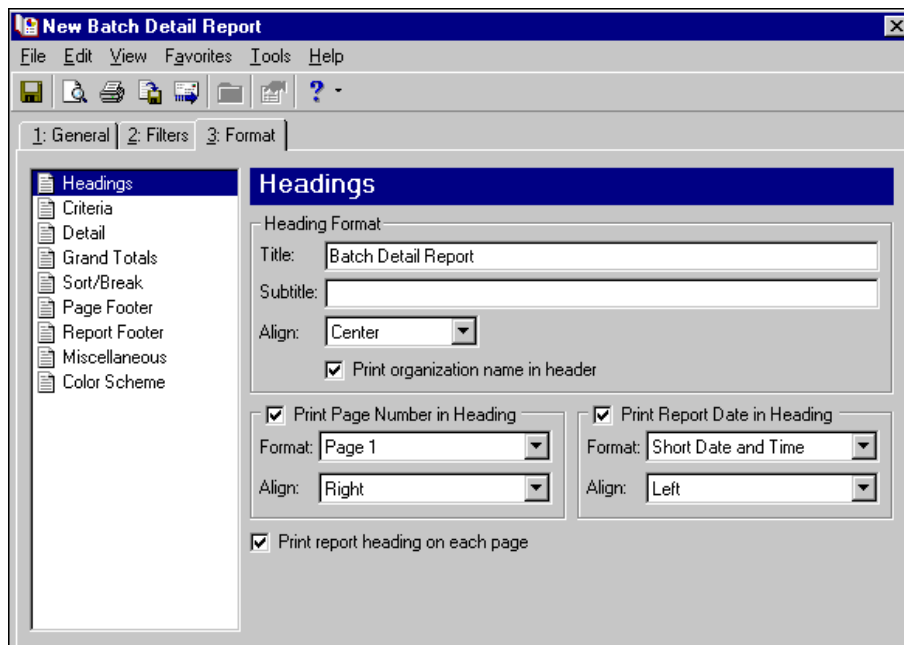 New Batch Detail Report
File Edit View Favorites Tools Help
?
1: General 2: Filters 3: Format
Headings
Criteria
Detail
Grand Totals
Sort/Break
Page Footer
Report Footer
Miscellaneous
Color Scheme
Headings
Heading Format
Title: Batch Detail Report
Subtitle:
Align: Center
Print organization name in header
Print Page Number in Heading
Format: Page 1
Align: Right
Print Report Date in Heading
Format: Short Date and Time
Align: Left
Print report heading on each page